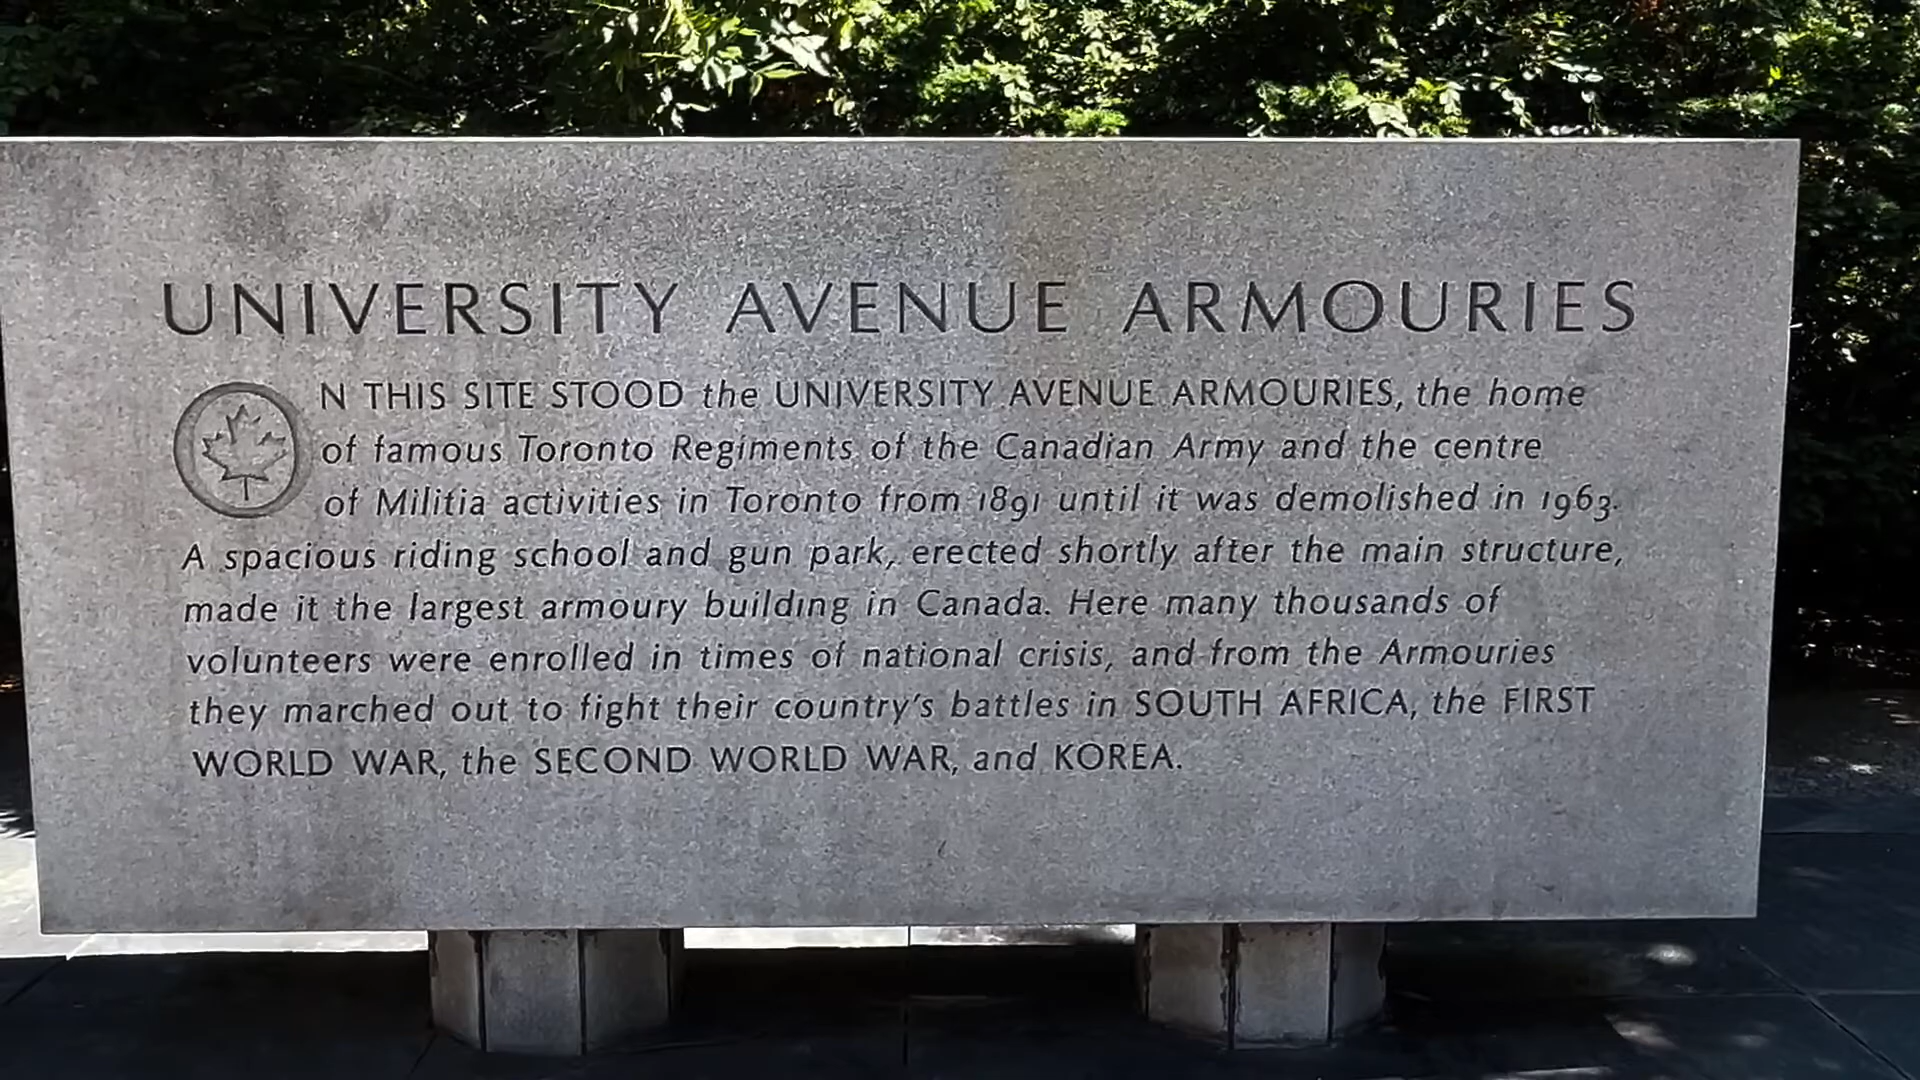 UNIVERSITY AVENUE ARMOURIES
ON THIS SITE STOOD the UNIVERSITY AVENUE ARMOURIES, the home
of famous Toronto Regiments of the Canadian Army and the centre
of Militia activities in Toronto from 1891 until it was demolished in 1963.
A spacious riding school and gun park, erected shortly after the main structure,
made it the largest armoury building in Canada. Here many thousands of
volunteers were enrolled in times of national crisis, and from the Armouries
they marched out to fight their country's battles in SOUTH AFRICA, the FIRST
WORLD WAR, the SECOND WORLD WAR, and KOREA.